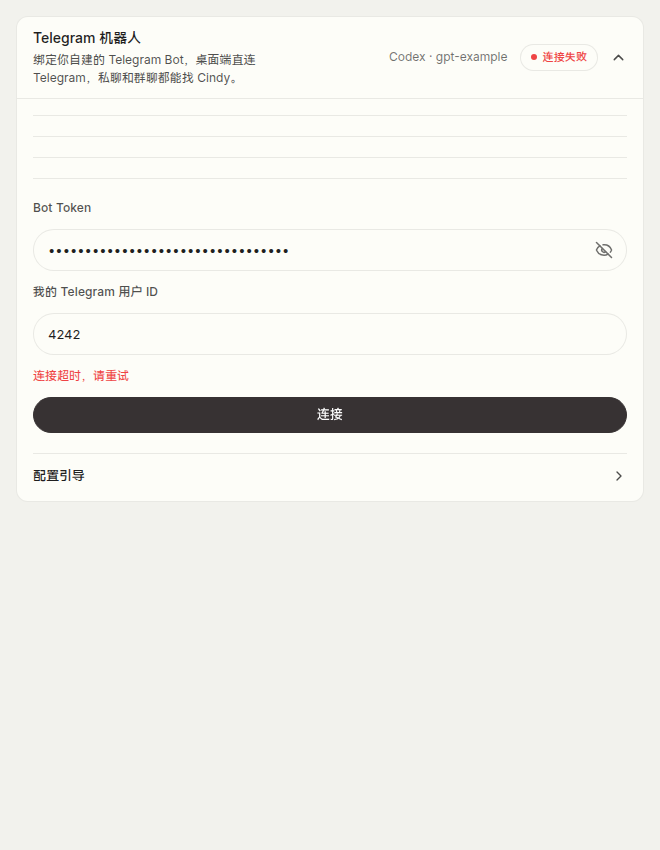 Telegram 机器人
绑定你自建的 Telegram Bot，桌面端直连
Telegram，私聊和群聊都能找 Cindy。
Codex · gpt-example
连接失败
Bot Token
•••••••••••••••••••••••••••••••••
我的 Telegram 用户 ID
4242
连接超时，请重试
连接
配置引导